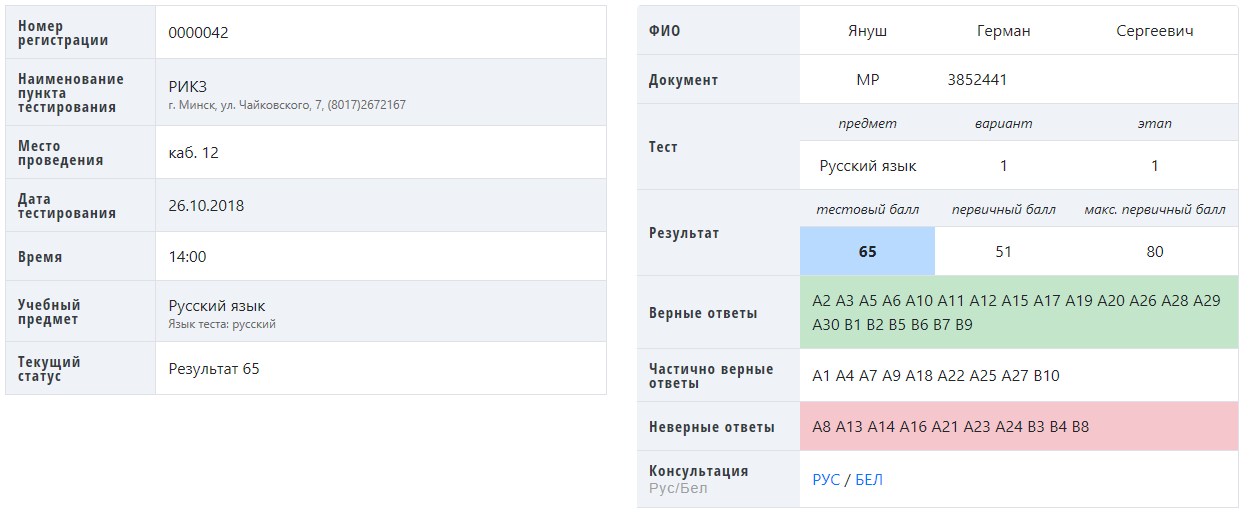 Номер регистрации 0000042
Наименование пункта тестирования РИКЗ
г. Минск, ул. Чайковского, 7, (8017)2672167
Место проведения каб. 12
Дата тестирования 26.10.2018
Время 14:00
Учебный предмет Русский язык
Язык теста: русский
Текущий статус Результат 65
ФИО Януш Герман Сергеевич
Документ МР 3852441
Тест
предмет вариант этап
Русский язык 1 1
Результат
тестовый балл первичный балл макс. первичный балл
65 51 80
Верные ответы
A2 A3 A5 A6 A10 A11 A12 A15 A17 A19 A20 A26 A28 A29
A30 B1 B2 B5 B6 B7 B9
Частично верные ответы A1 A4 A7 A9 A18 A22 A25 A27 B10
Неверные ответы A8 A13 A14 A16 A21 A23 A24 B3 B4 B8
Консультация
Рус/Бел
РУС / БЕЛ